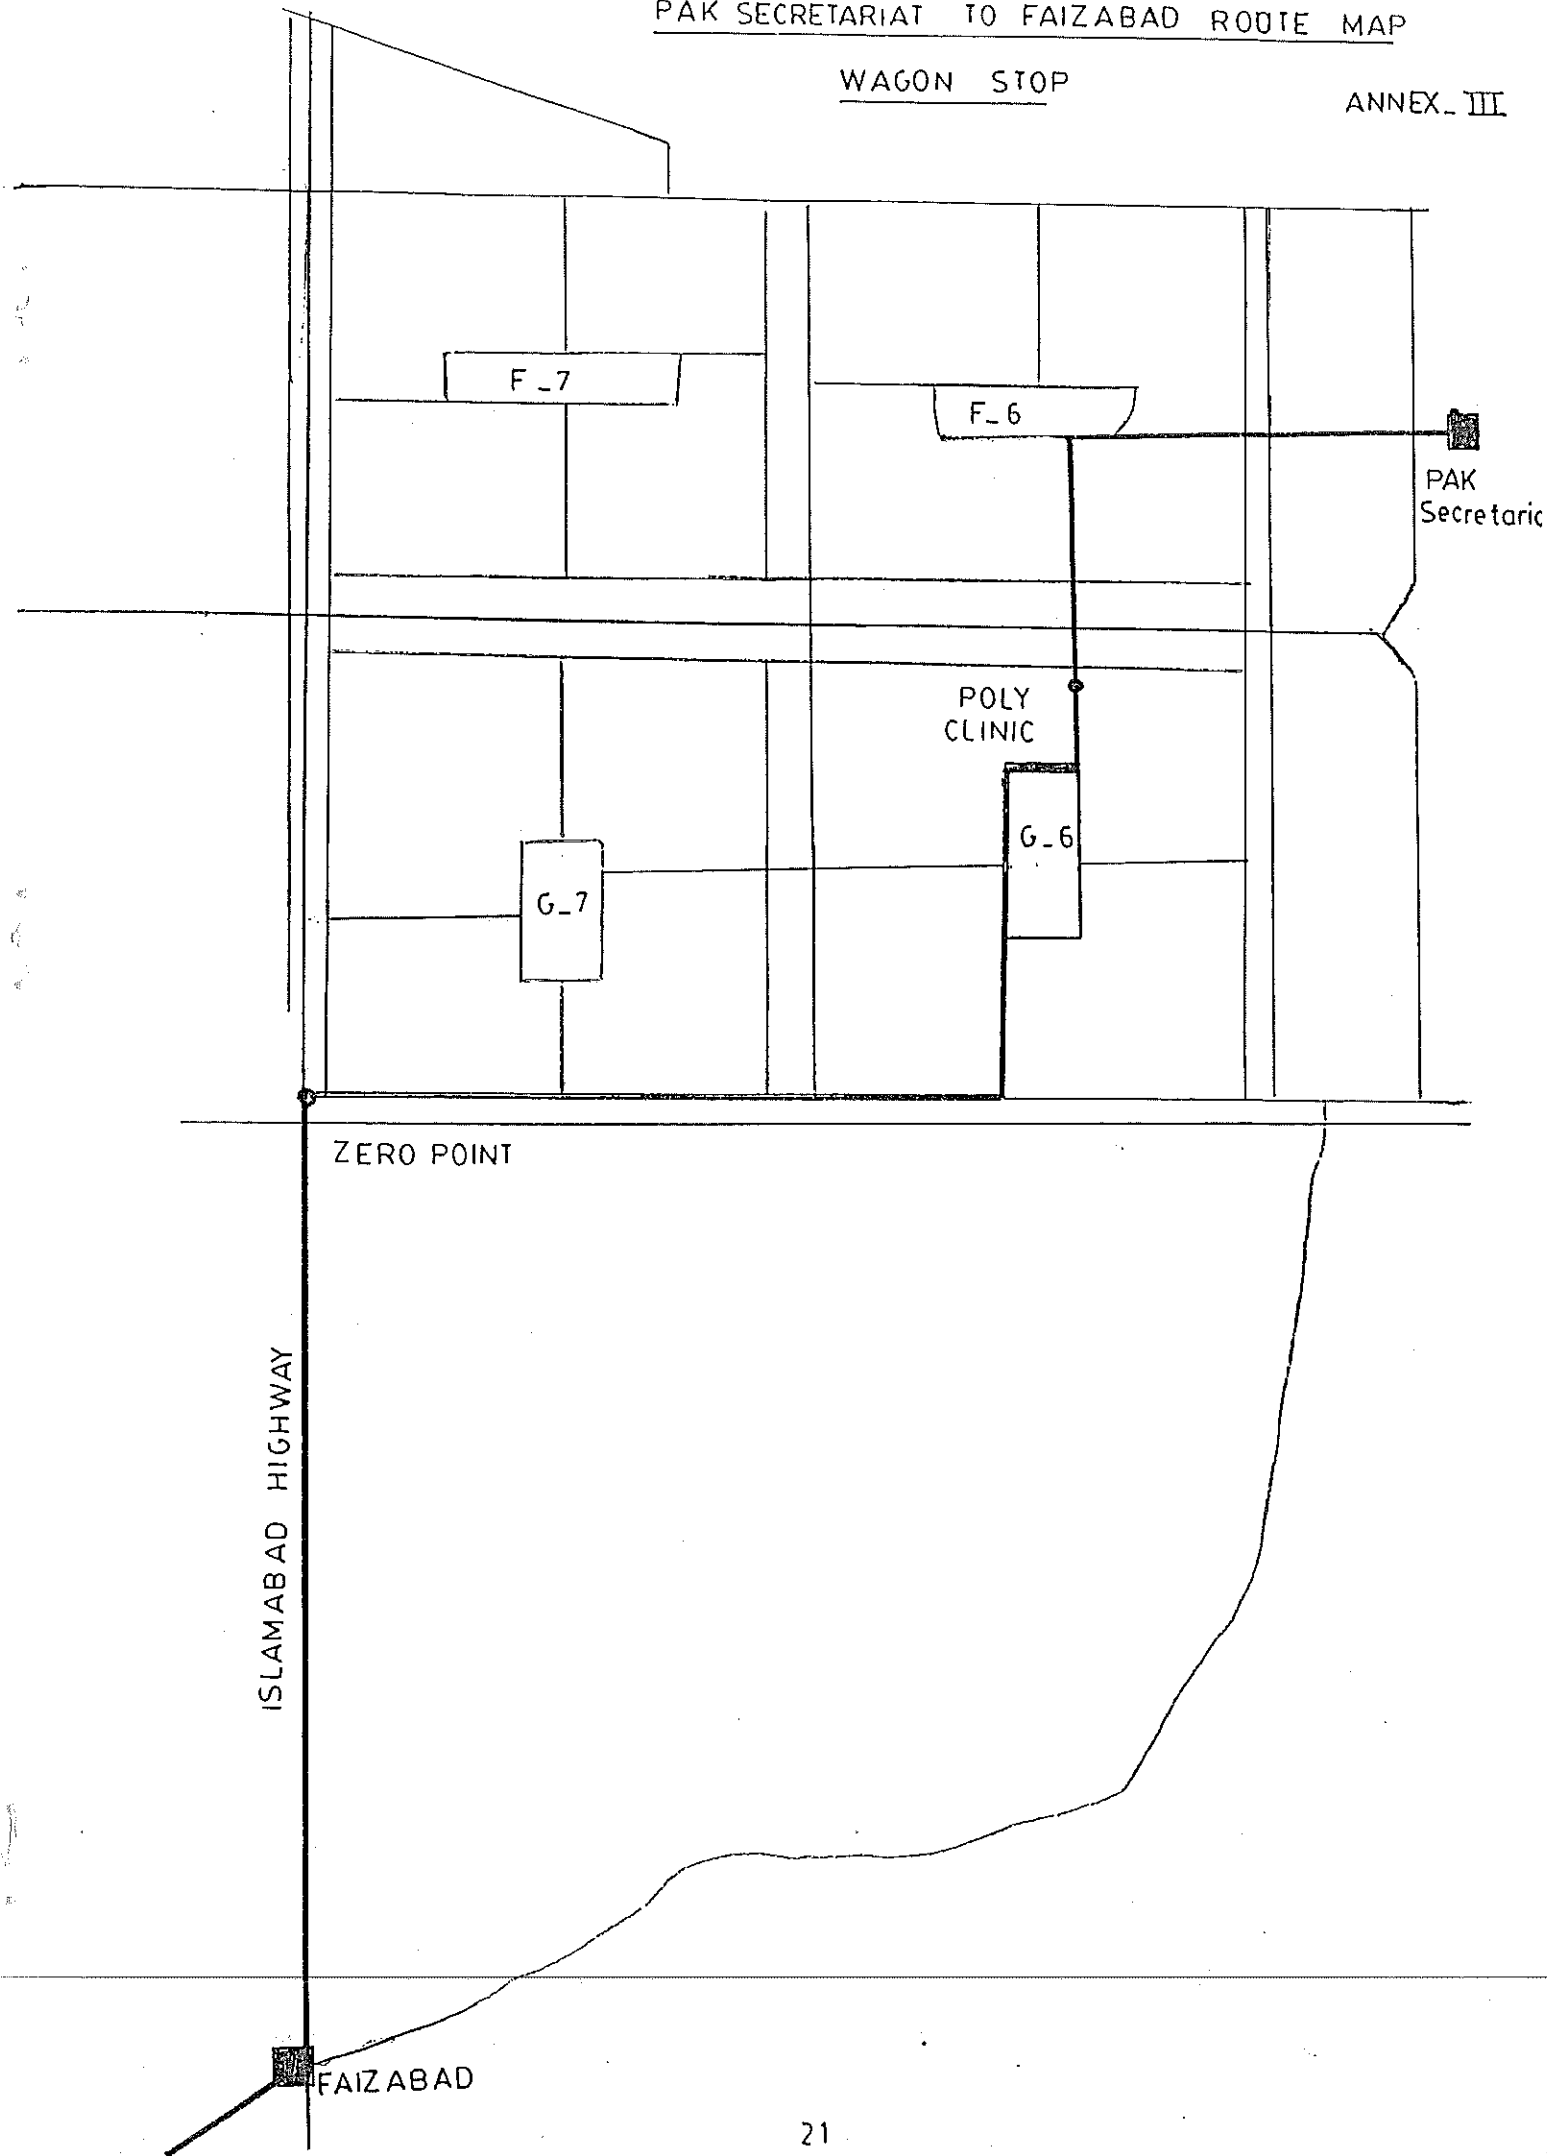 PAK SECRETARIAT TO FAIZABAD ROUTE MAP
WAGON STOP
ANNEX_III
F_7
F_6
PAK
Secretaric
POLY
CLINIC
G_6
G_7
ZERO POINT
ISLAMABAD HIGHWAY
FAIZABAD
21